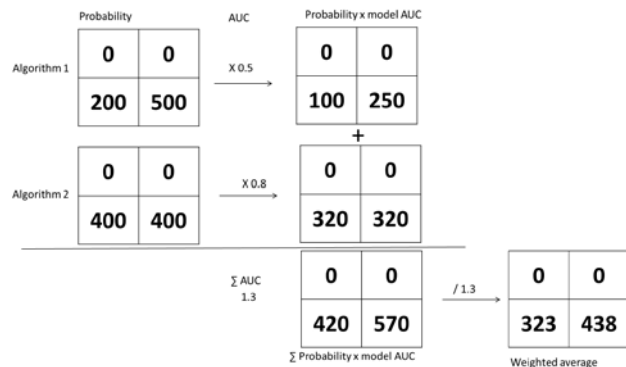 Probability AUC Probability x model AUC
0 0 0 0
Algorithm 1 X 0.5
200 500 100 250
+
0 0 0 0
Algorithm 2 X 0.8
400 400 320 320
∑ AUC 0 0 / 1.3 0 0
1.3
420 570 323 438
∑ Probability x model AUC Weighted average